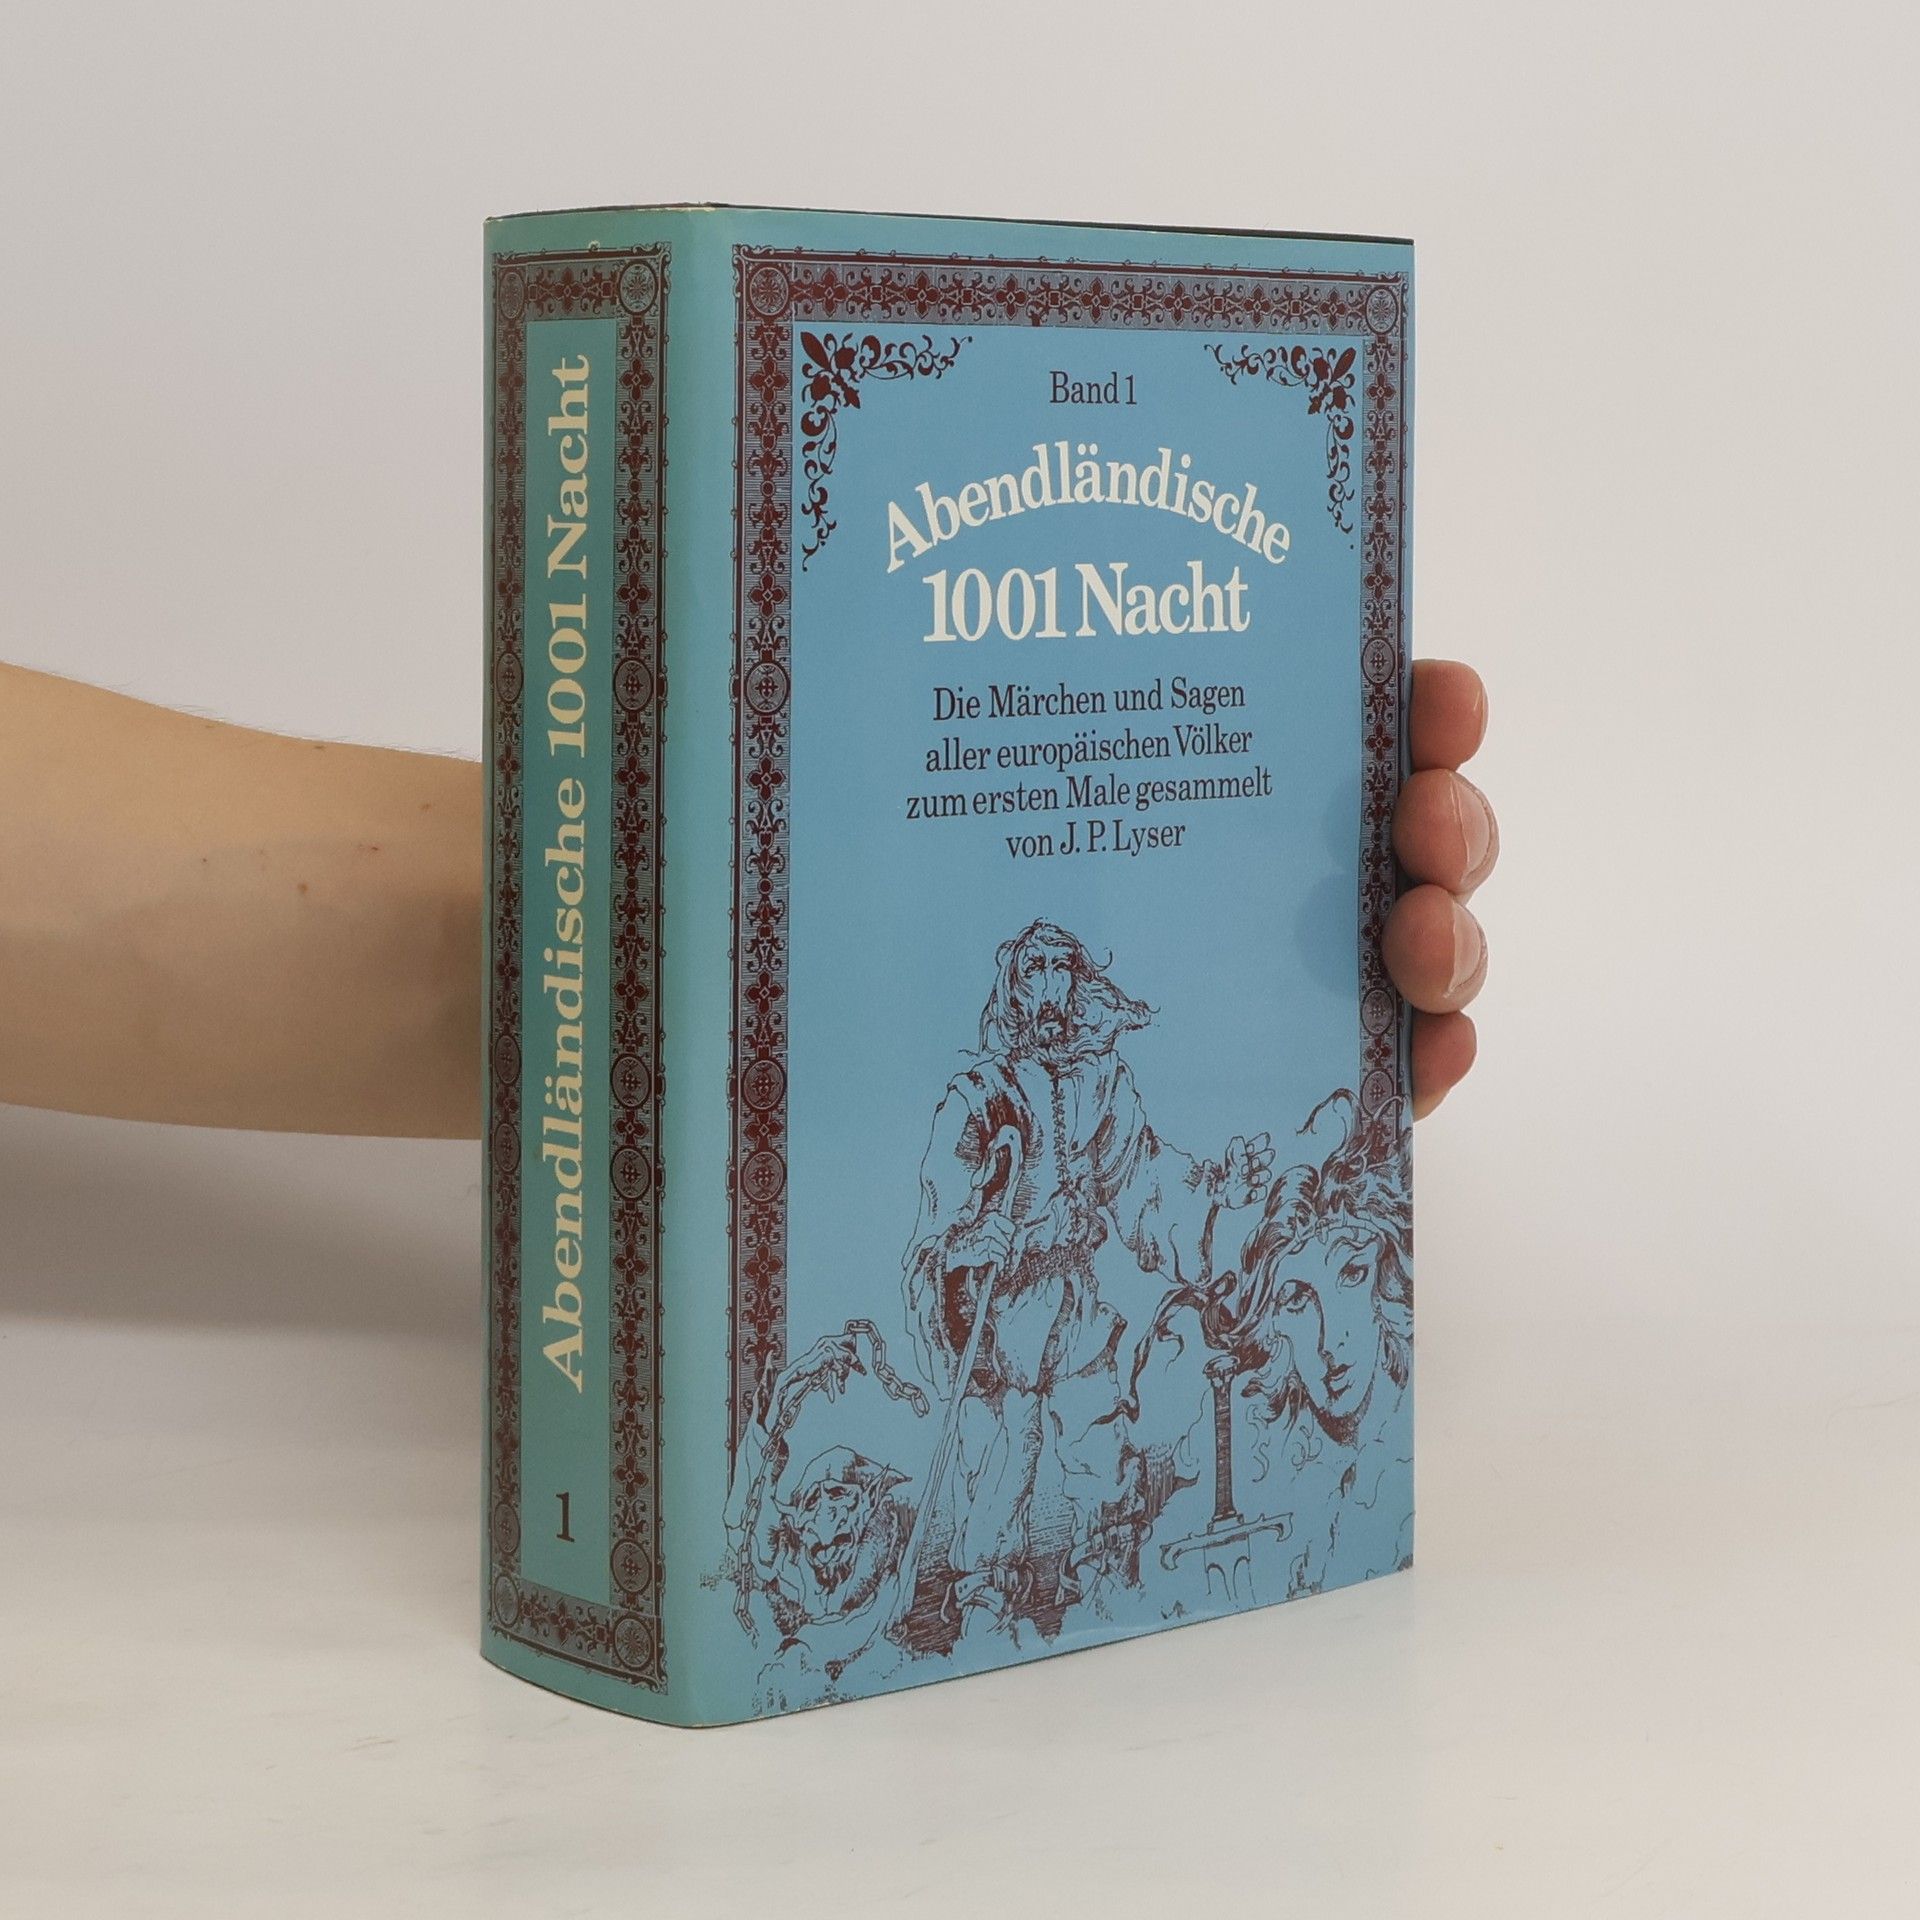 Abendländische 1001 Nacht
1
Band 1
Abendländische
1001 Nacht
Die Märchen und Sagen
aller europäischen Völker
zum ersten Male gesammelt
von J. P. Lyser